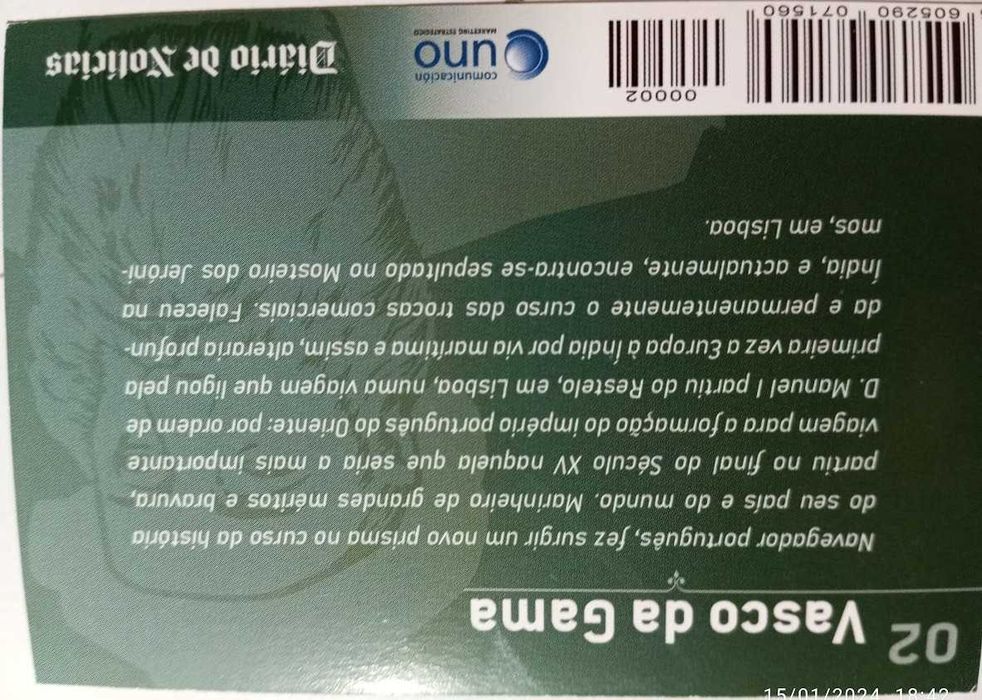 02 Vasco da Gama
Navegador português, fez surgir um novo prisma no curso da história
do seu país e do mundo. Marinheiro de grandes méritos e bravura,
partiu no final do Século XV naquela que seria a mais importante
viagem para a formação do império português do Oriente: por ordem de
D. Manuel I partiu do Restelo, em Lisboa, numa viagem que ligou pela
primeira vez a Europa à Índia por via marítima e assim, alteraria profun-
da e permanentemente o curso das trocas comerciais. Faleceu na
Índia, e actualmente, encontra-se sepultado no Mosteiro dos Jeróni-
mos, em Lisboa.
605290 071560
00002
comunicación
uno
MARKETING ESTRATÉGICO
Diário de Notícias
15/01/2024 18:42